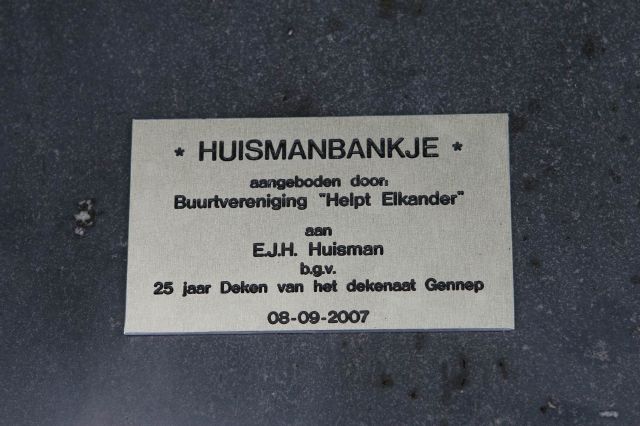 * HUISMANBANKJE *
aangeboden door:
Buurtvereniging "Helpt Elkander"
aan
E.J.H. Huisman
b.g.v.
25 jaar Deken van het dekenaat Gennep
08-09-2007